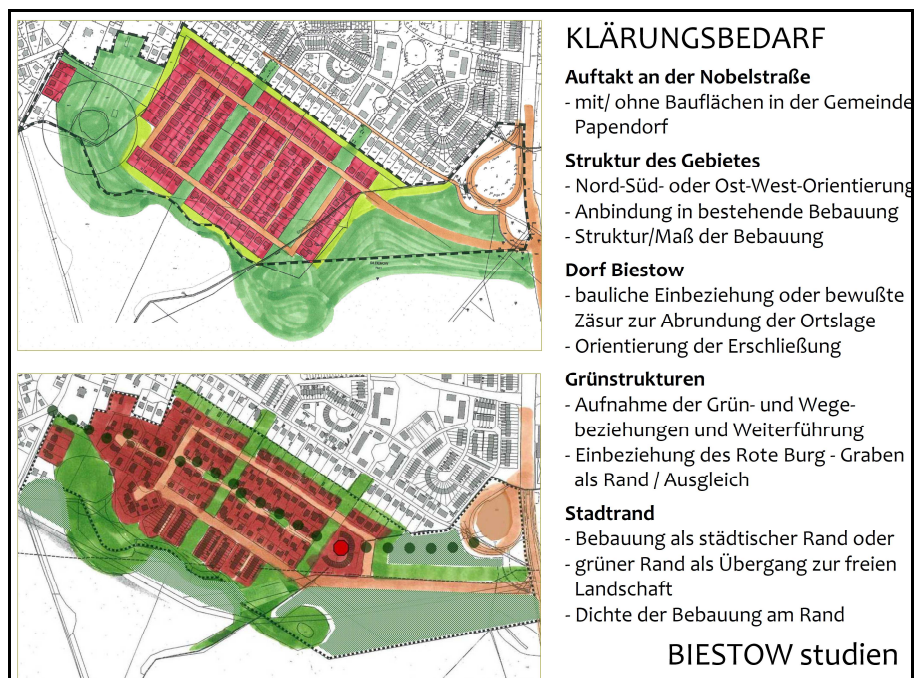 KLÄRUNGSBEDARF
Auftakt an der Nobelstraße
- mit/ ohne Bauflächen in der Gemeinde
Papendorf
Struktur des Gebietes
- Nord-Süd- oder Ost-West-Orientierung
- Anbindung in bestehende Bebauung
- Struktur/Maß der Bebauung
Dorf Biestow
- bauliche Einbeziehung oder bewußte
Zäsur zur Abrundung der Ortslage
- Orientierung der Erschließung
Grünstrukturen
- Aufnahme der Grün- und Wege-
beziehungen und Weiterführung
- Einbeziehung des Rote Burg - Graben
als Rand / Ausgleich
Stadtrand
- Bebauung als städtischer Rand oder
- grüner Rand als Übergang zur freien
Landschaft
- Dichte der Bebauung am Rand
BIESTOW studien